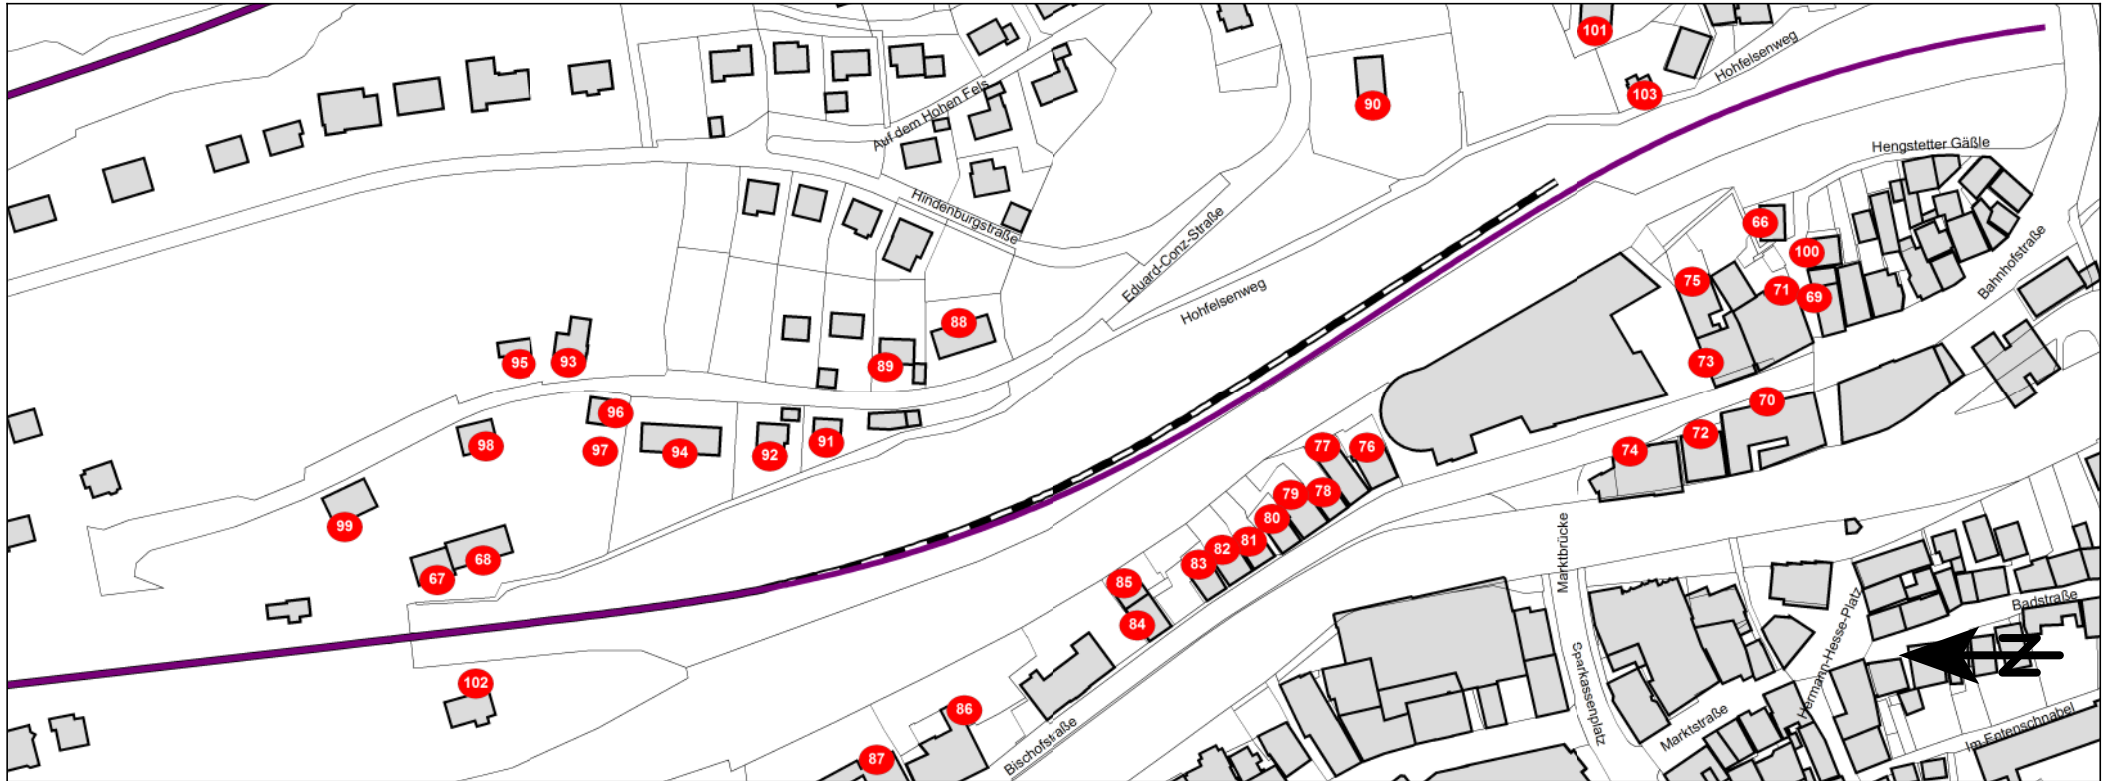 101
Hohfelsenweg
90
103
Auf dem Hohen Fels
Hengstetter Gäßle
Hindenburgstraße
66
Eduard-Conz-Straße
100
Bahnhofstraße
75
71
69
Hohfelsenweg
88
95
93
89
73
96
70
98
97
94
92
91
77
76
72
74
99
79
78
80
81
82
83
68
67
85
84
Marktbrücke
Badstraße
Hermann-Hesse-Platz
N
Sparkassenplatz
102
86
87
Bischofstraße
Marktstraße
Im Entenschnabel